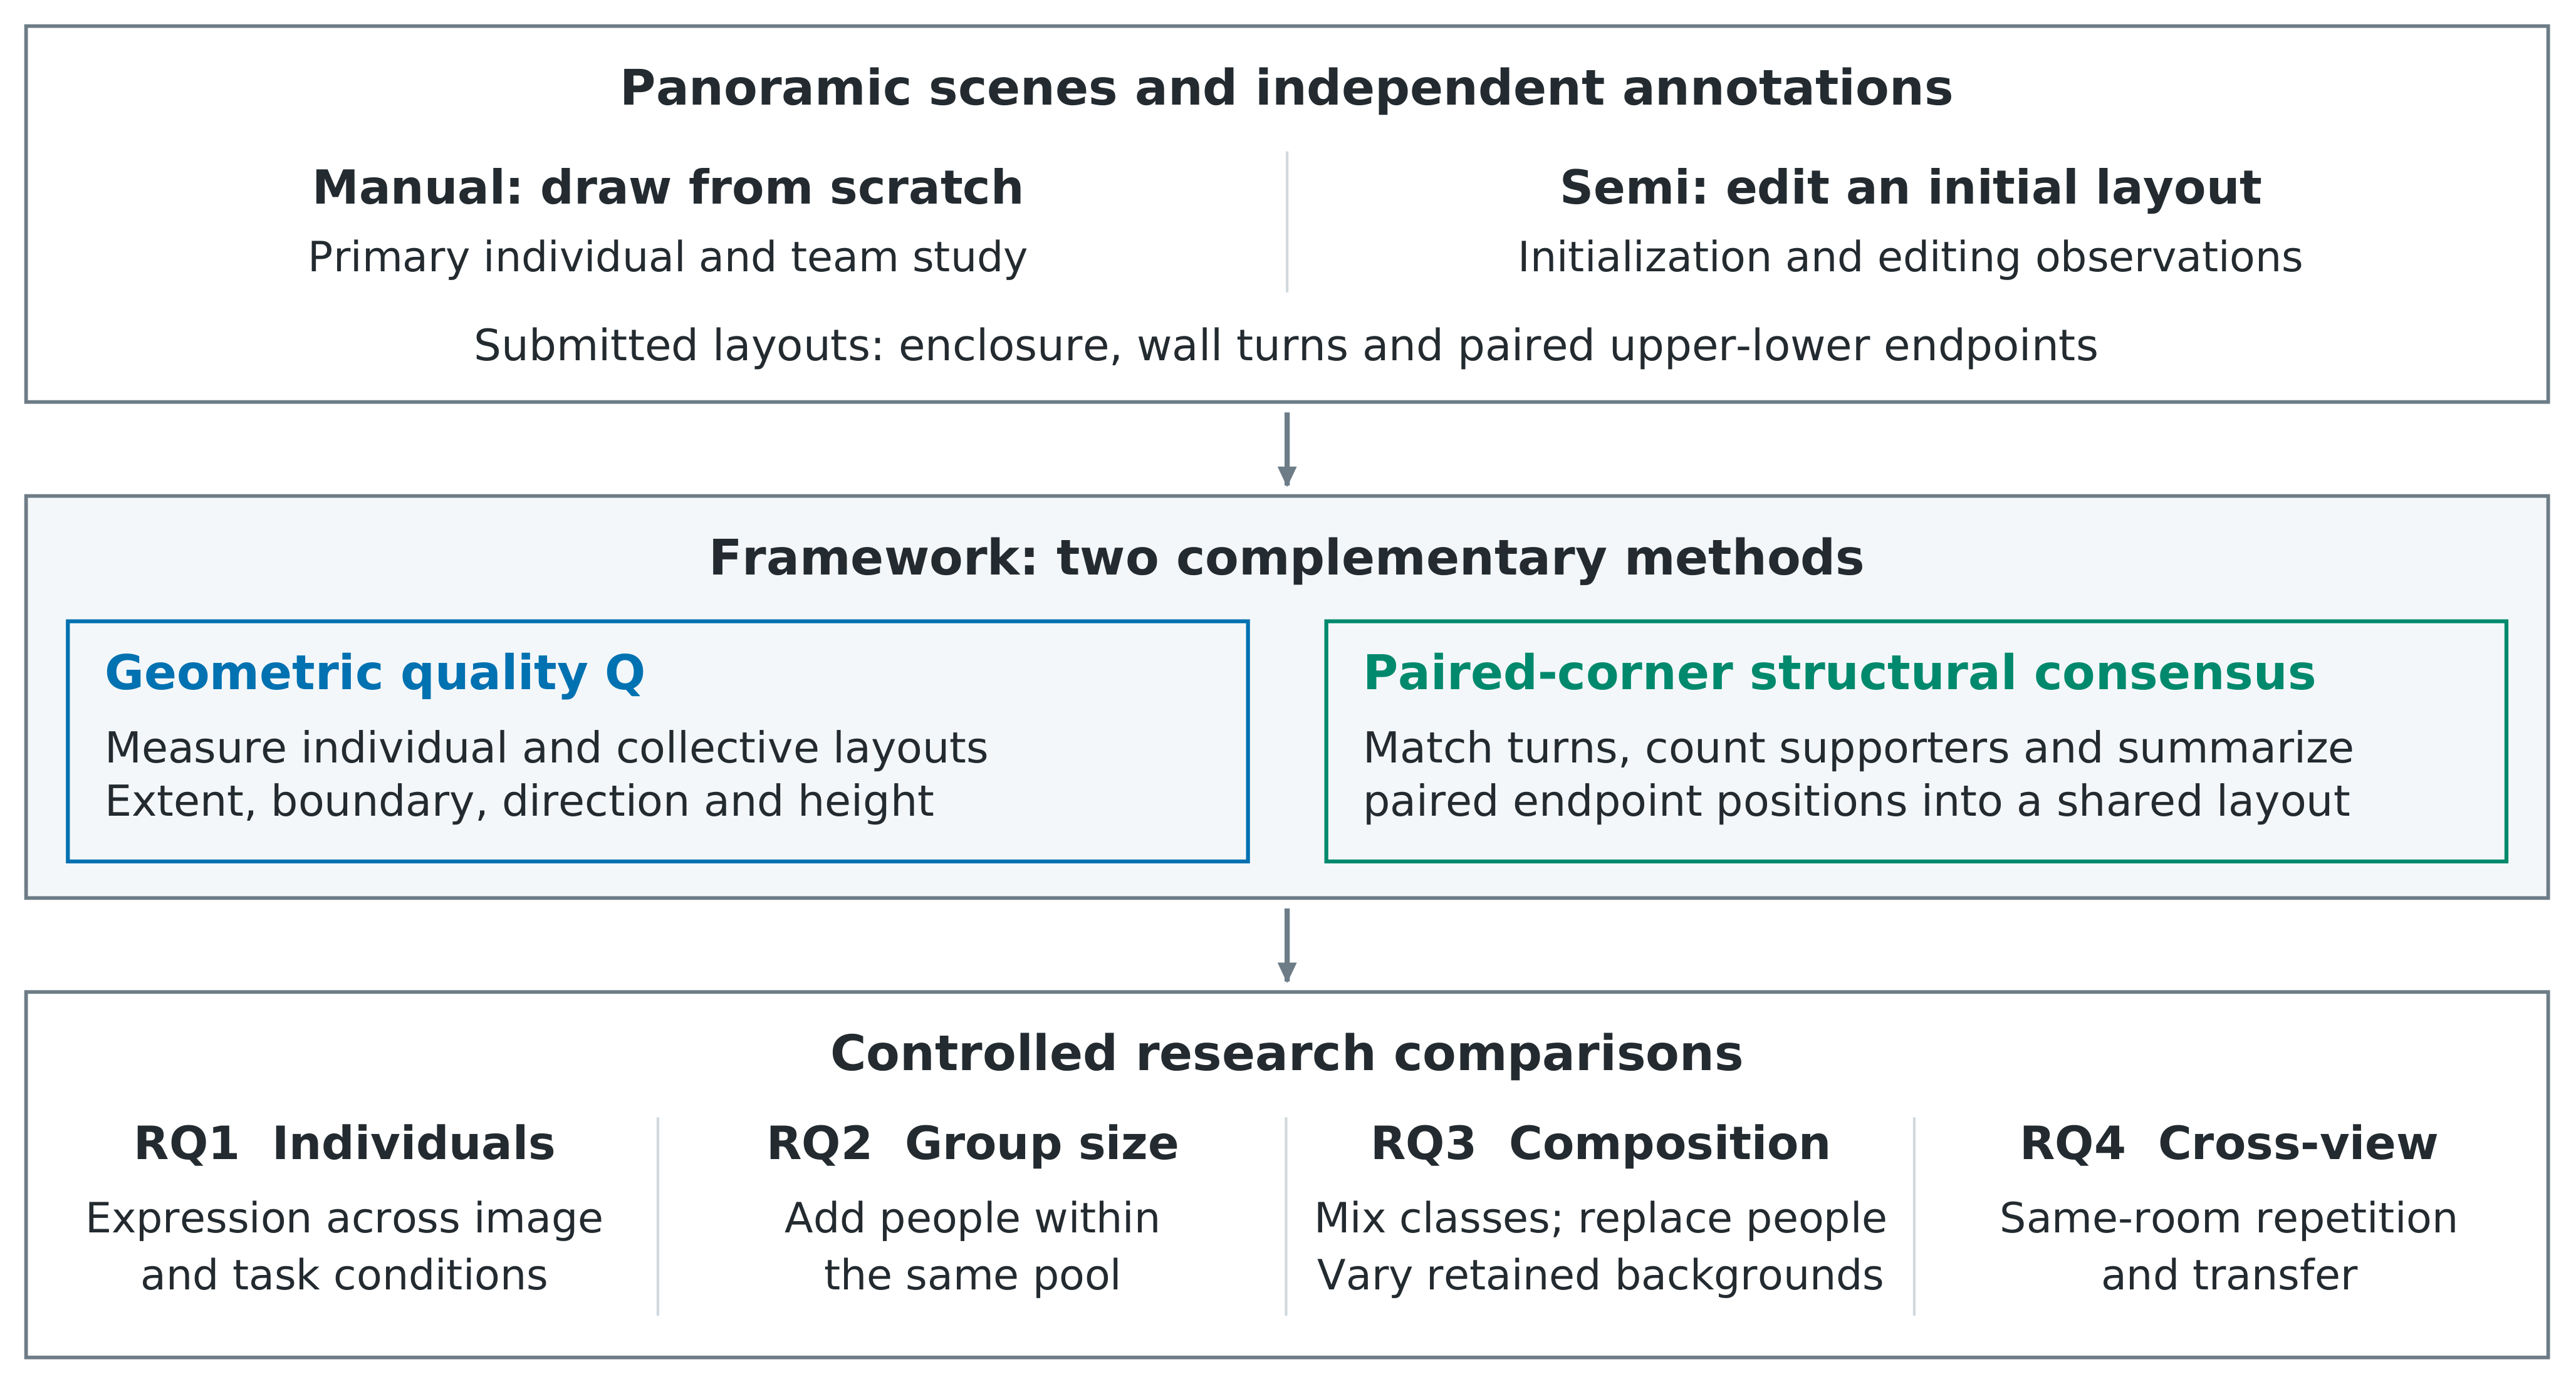 Panoramic scenes and independent annotations
Manual: draw from scratch
Primary individual and team study
Semi: edit an initial layout
Initialization and editing observations
Submitted layouts: enclosure, wall turns and paired upper-lower endpoints
Framework: two complementary methods
Geometric quality Q
Measure individual and collective layouts
Extent, boundary, direction and height
Paired-corner structural consensus
Match turns, count supporters and summarize
paired endpoint positions into a shared layout
Controlled research comparisons
RQ1 Individuals
Expression across image
and task conditions
RQ2 Group size
Add people within
the same pool
RQ3 Composition
Mix classes; replace people
Vary retained backgrounds
RQ4 Cross-view
Same-room repetition
and transfer